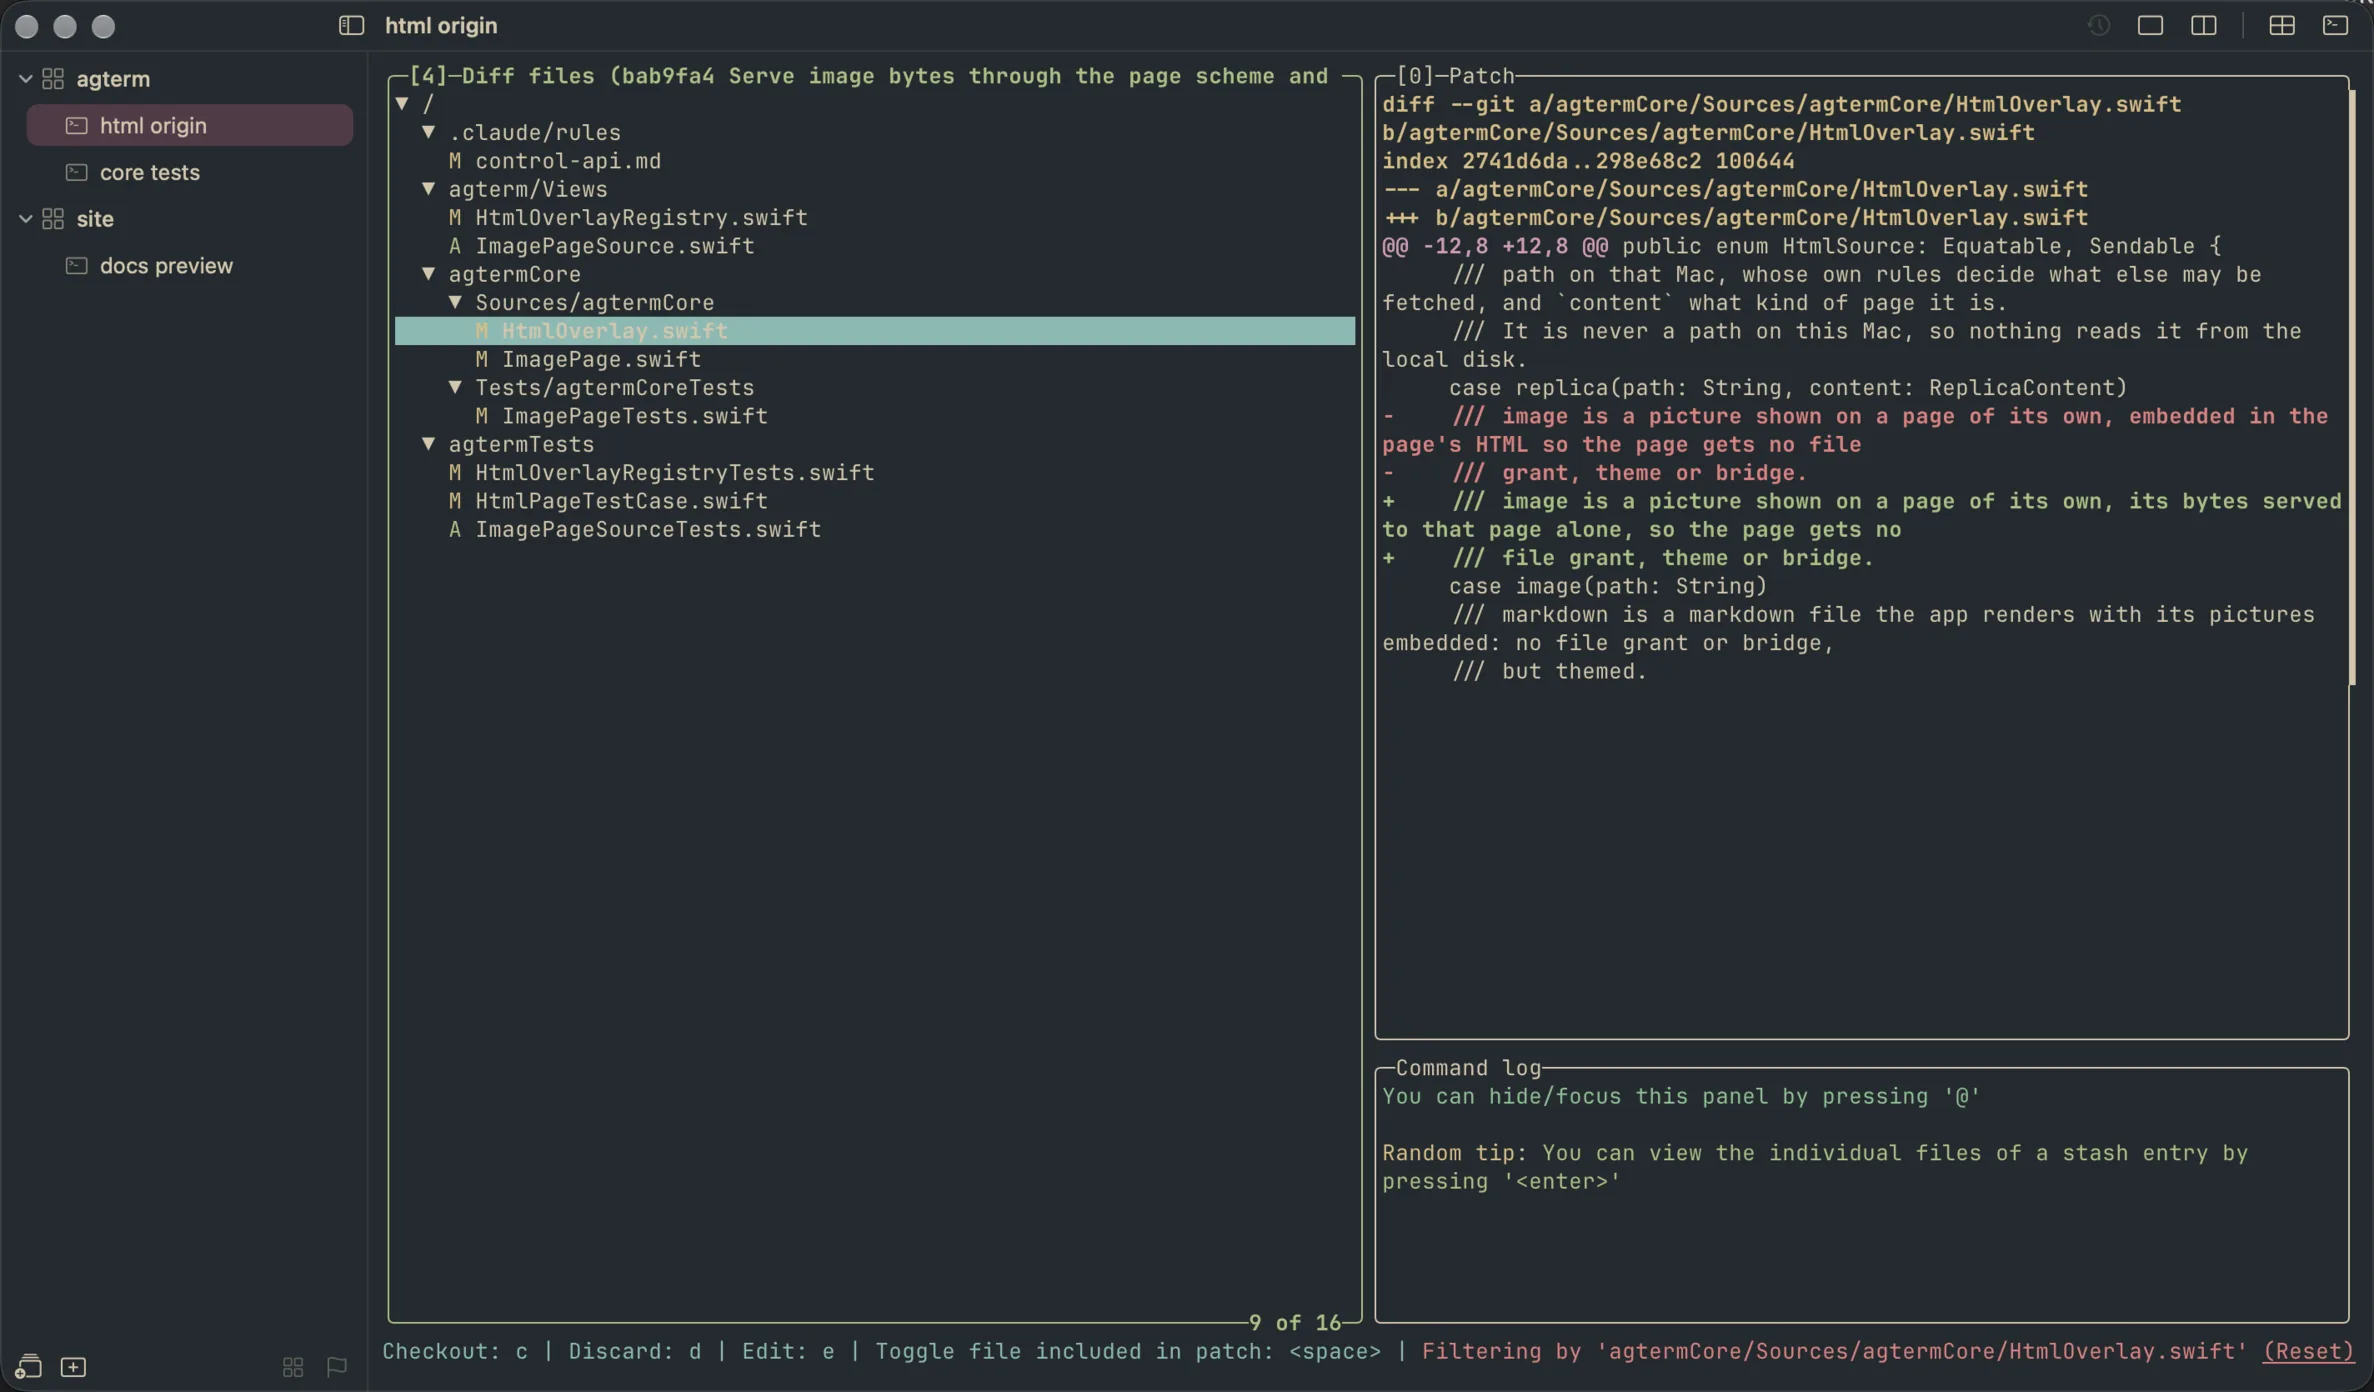 html origin
agterm
html origin
core tests
site
docs preview
[4]─Diff files (bab9fa4 Serve image bytes through the page scheme and
▼ /
▼ .claude/rules
M control-api.md
▼ agterm/Views
M HtmlOverlayRegistry.swift
A ImagePageSource.swift
▼ agtermCore
▼ Sources/agtermCore
M HtmlOverlay.swift
M ImagePage.swift
▼ Tests/agtermCoreTests
M ImagePageTests.swift
▼ agtermTests
M HtmlOverlayRegistryTests.swift
M HtmlPageTestCase.swift
A ImagePageSourceTests.swift
9 of 16
[0]─Patch
diff --git a/agtermCore/Sources/agtermCore/HtmlOverlay.swift
b/agtermCore/Sources/agtermCore/HtmlOverlay.swift
index 2741d6da..298e68c2 100644
--- a/agtermCore/Sources/agtermCore/HtmlOverlay.swift
+++ b/agtermCore/Sources/agtermCore/HtmlOverlay.swift
@@ -12,8 +12,8 @@ public enum HtmlSource: Equatable, Sendable {
/// path on that Mac, whose own rules decide what else may be
fetched, and `content` what kind of page it is.
/// It is never a path on this Mac, so nothing reads it from the
local disk.
case replica(path: String, content: ReplicaContent)
- /// image is a picture shown on a page of its own, embedded in the
page's HTML so the page gets no file
- /// grant, theme or bridge.
+ /// image is a picture shown on a page of its own, its bytes served
to that page alone, so the page gets no
+ /// file grant, theme or bridge.
case image(path: String)
/// markdown is a markdown file the app renders with its pictures
embedded: no file grant or bridge,
/// but themed.
Command log
You can hide/focus this panel by pressing '@'
Random tip: You can view the individual files of a stash entry by
pressing '<enter>'
Checkout: c | Discard: d | Edit: e | Toggle file included in patch: <space> | Filtering by 'agtermCore/Sources/agtermCore/HtmlOverlay.swift' (Reset)